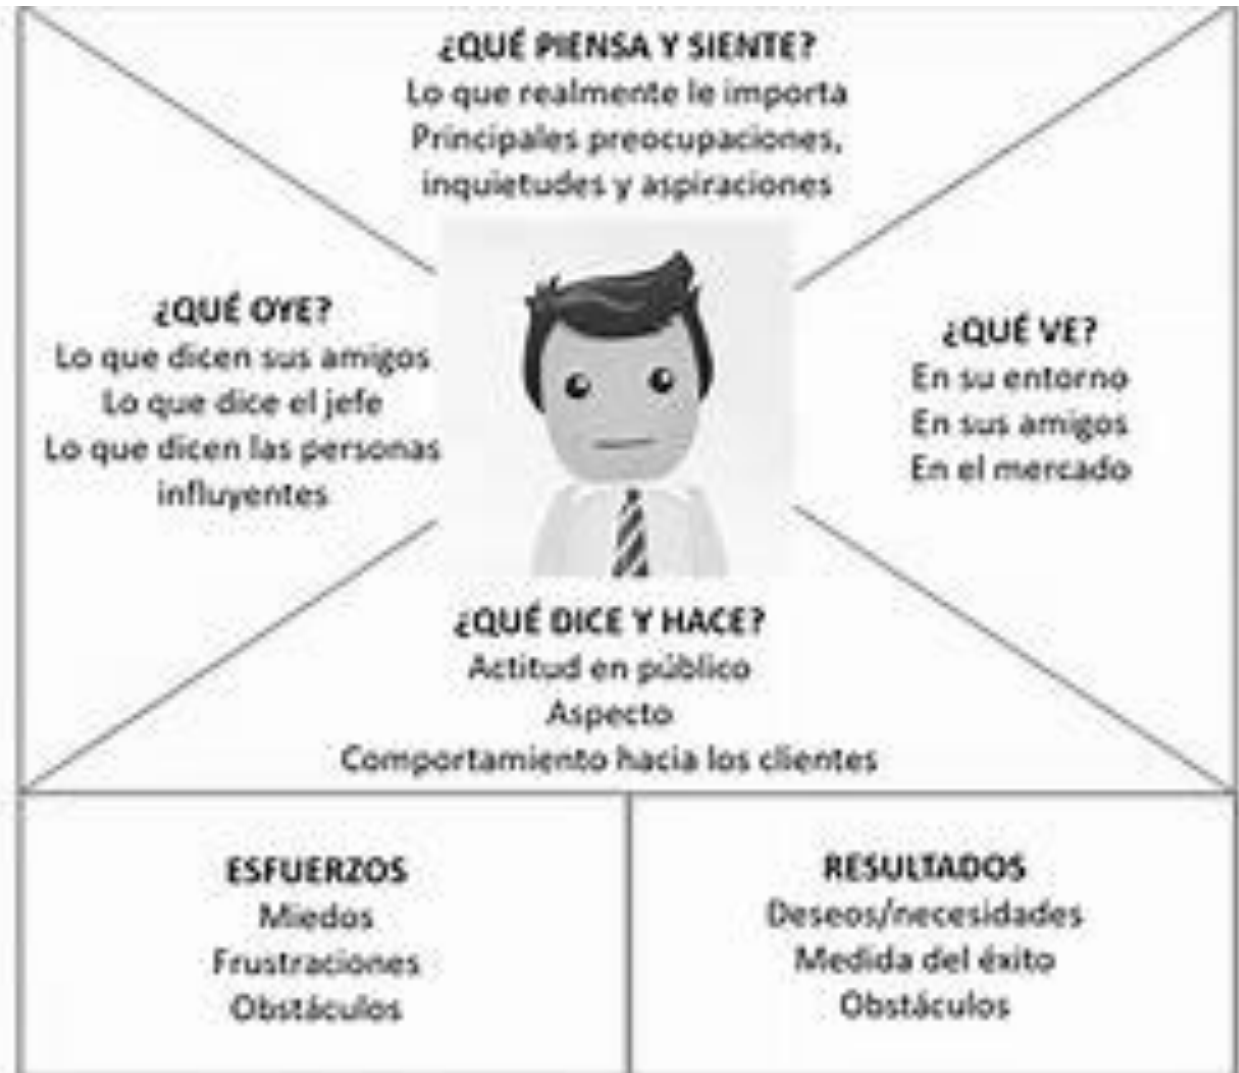 ¿QUÉ PIENSA Y SIENTE?
Lo que realmente le importa
Principales preocupaciones,
inquietudes y aspiraciones
¿QUÉ OYE?
Lo que dicen sus amigos
Lo que dice el jefe
Lo que dicen las personas
influyentes
¿QUÉ VE?
En su entorno
En sus amigos
En el mercado
¿QUÉ DICE Y HACE?
Actitud en público
Aspecto
Comportamiento hacia los clientes
ESFUERZOS
Miedos
Frustraciones
Obstáculos
RESULTADOS
Deseos/necesidades
Medida del éxito
Obstáculos